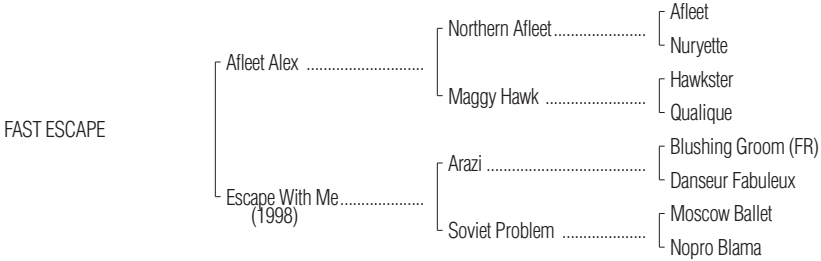 Afleet
Northern Afleet.......................
Nuryette
Afleet Alex ............................
Hawkster
Maggy Hawk ........................
Qualique
FAST ESCAPE
Blushing Groom (FR)
Arazi ......................................
Danseur Fabuleux
Escape With Me....................
(1998)
Moscow Ballet
Soviet Problem ....................
Nopro Blama